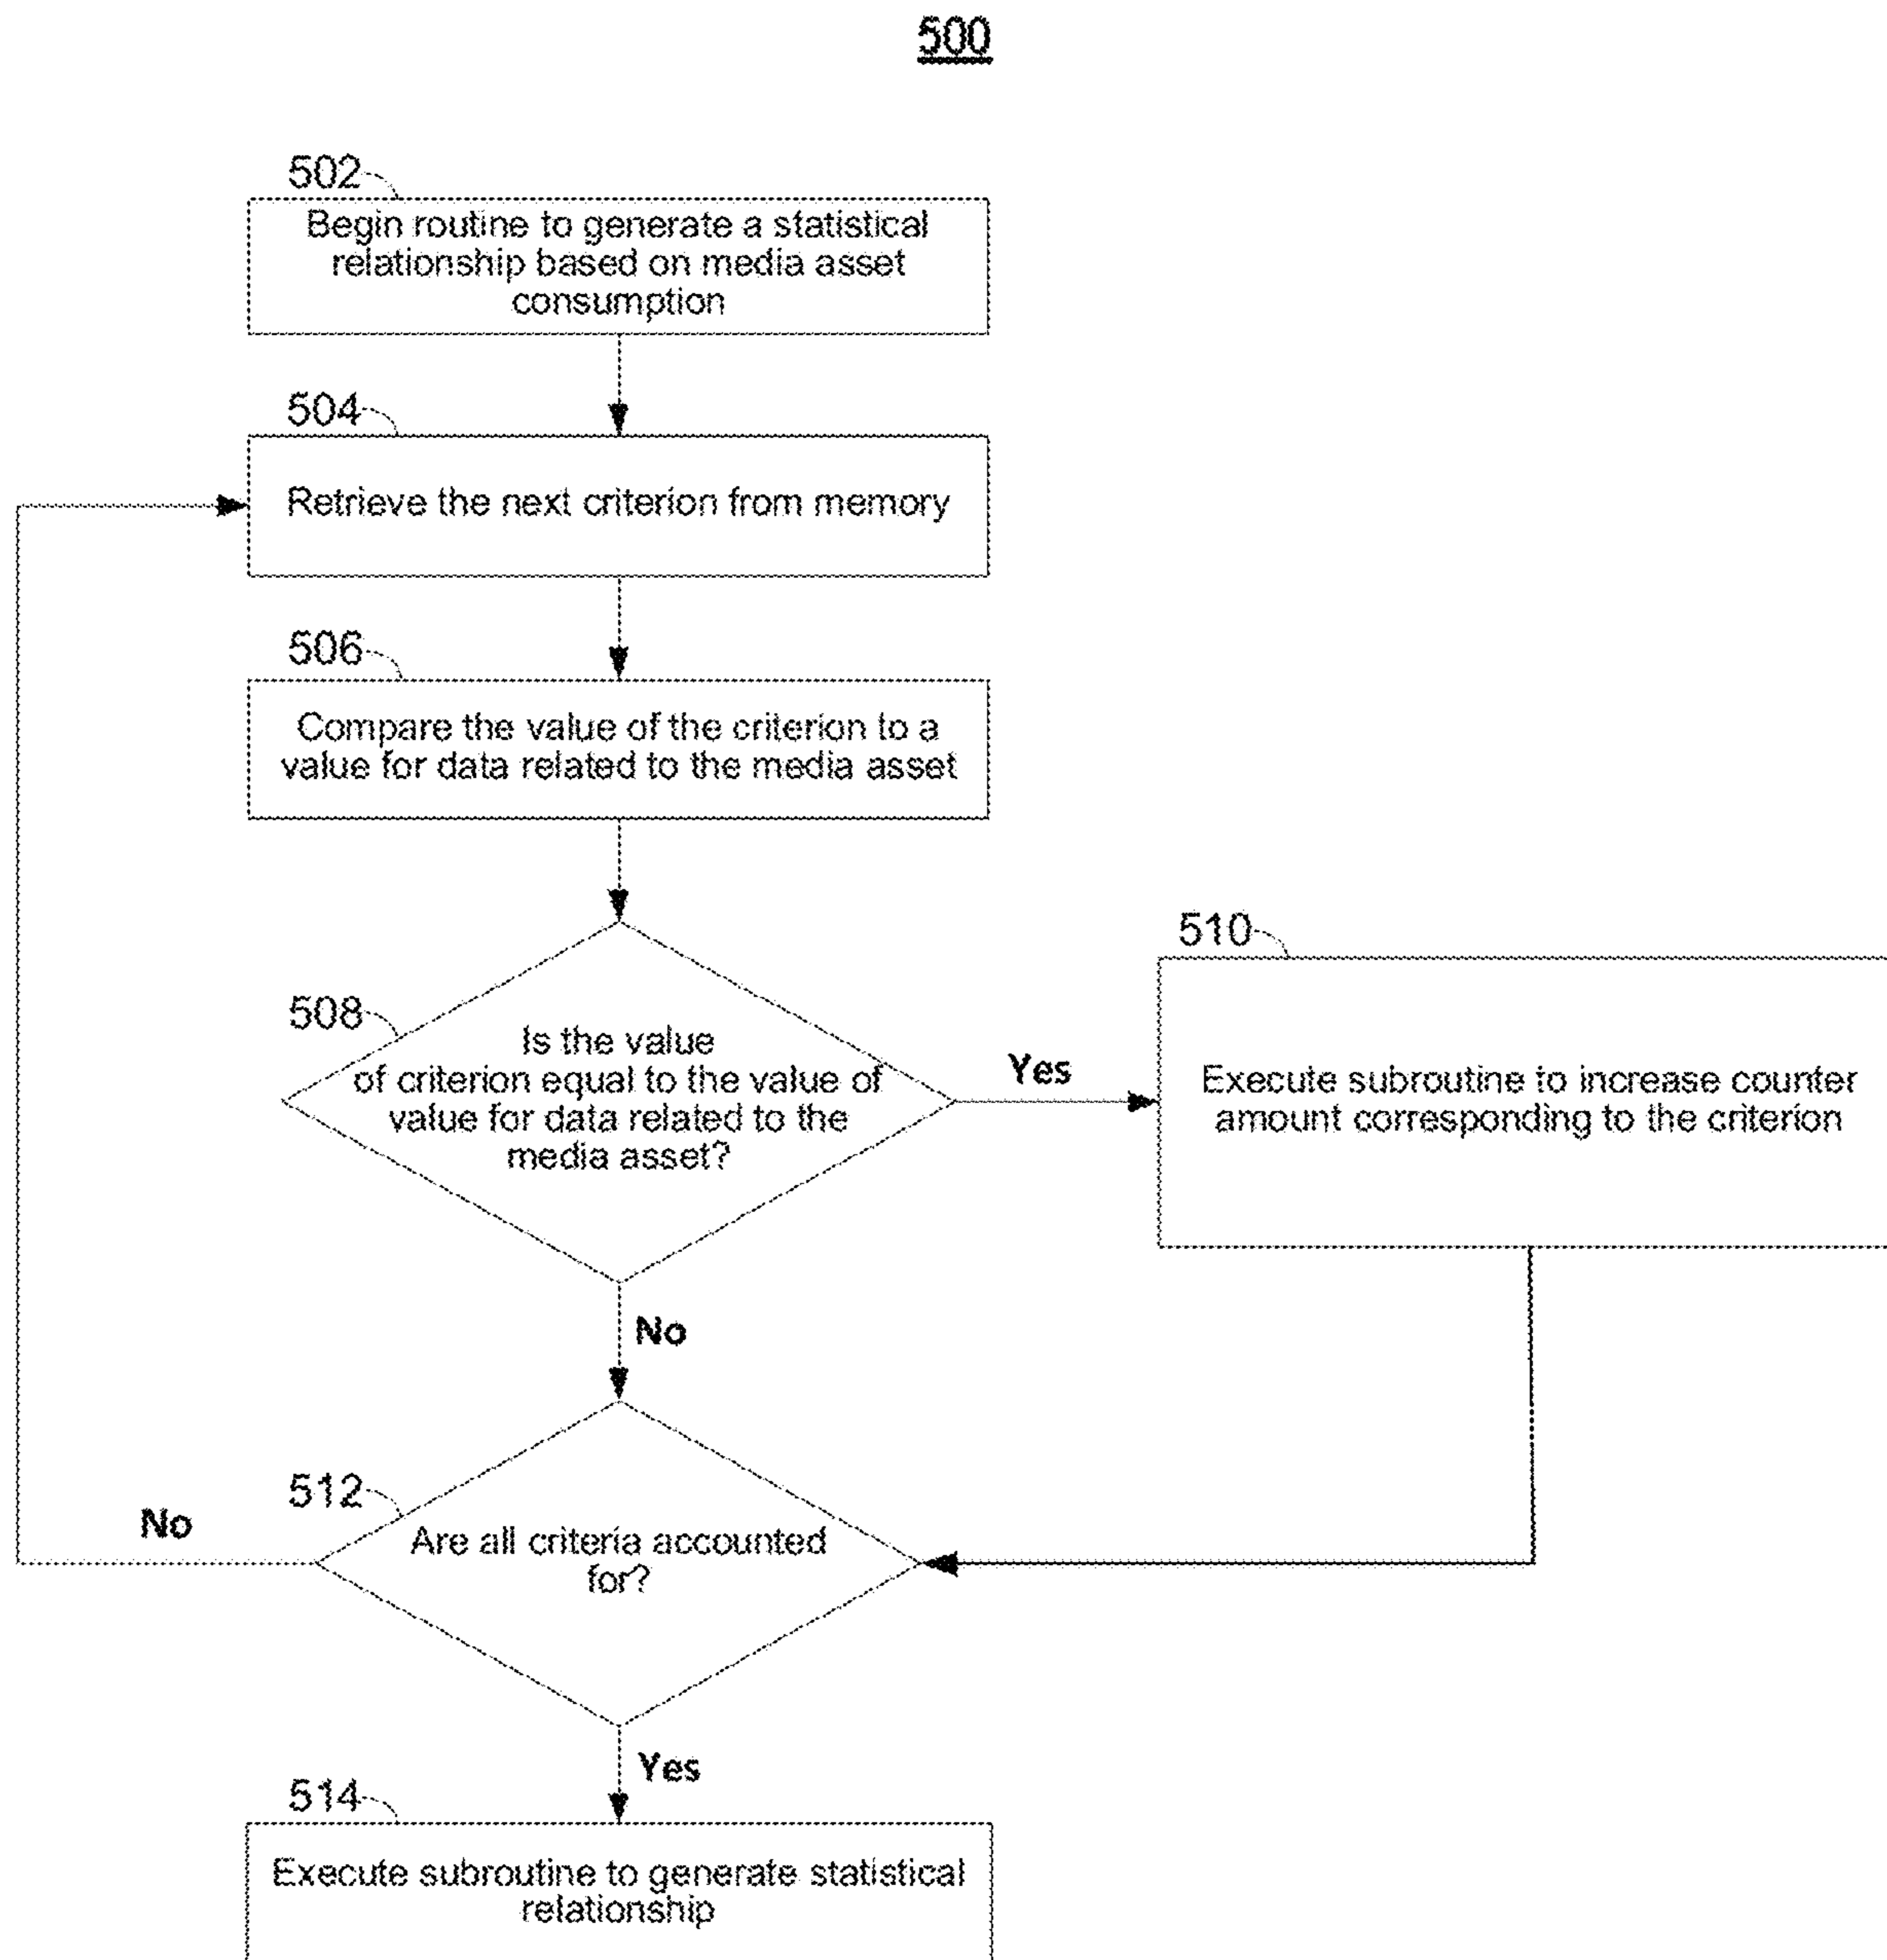 500
502
Begin routine to generate a statistical
relationship based on media asset
consumption
504
Retrieve the next criterion from memory
506
Compare the value of the criterion to a
value for data related to the media asset
508
Is the value
of criterion equal to the value of
value for data related to the
media asset?
Yes
510
Execute subroutine to increase counter
amount corresponding to the criterion
No
512
Are all criteria accounted
for?
No
Yes
514
Execute subroutine to generate statistical
relationship